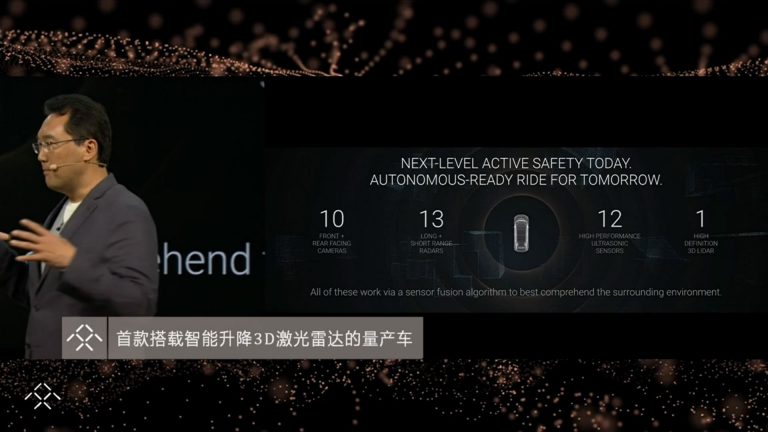 NEXT-LEVEL ACTIVE SAFETY TODAY.
AUTONOMOUS-READY RIDE FOR TOMORROW.
10
FRONT +
REAR FACING
CAMERAS
13
LONG +
SHORT RANGE
RADARS
12
HIGH PERFORMANCE
ULTRASONIC
SENSORS
1
HIGH
DEFINITION
3D LIDAR
All of these work via a sensor fusion algorithm to best comprehend the surrounding environment.
ehend
首款搭载智能升降3D激光雷达的量产车